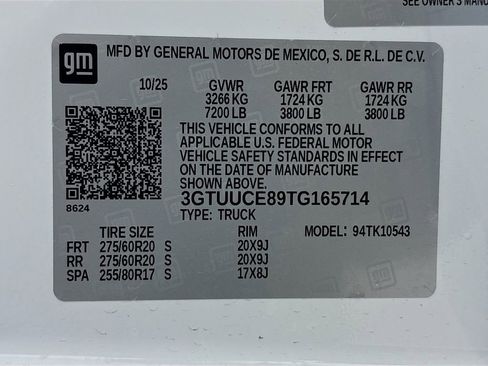 SEE OWNER'S MANU
gm
MFD BY GENERAL MOTORS DE MEXICO, S. DE R.L. DE C.V.
10/25 GVWR GAWR FRT GAWR RR
3266 KG 1724 KG 1724 KG
7200 LB 3800 LB 3800 LB
THIS VEHICLE CONFORMS TO ALL
APPLICABLE U.S. FEDERAL MOTOR
VEHICLE SAFETY STANDARDS IN EFFECT
ON THE DATE OF MANUFACTURE
SHOWN ABOVE.
8624
3GTUUCE89TG165714
TYPE: TRUCK
TIRE SIZE RIM MODEL: 94TK10543
FRT 275/60R20 S 20X9J
RR 275/60R20 S 20X9J
SPA 255/80R17 S 17X8J